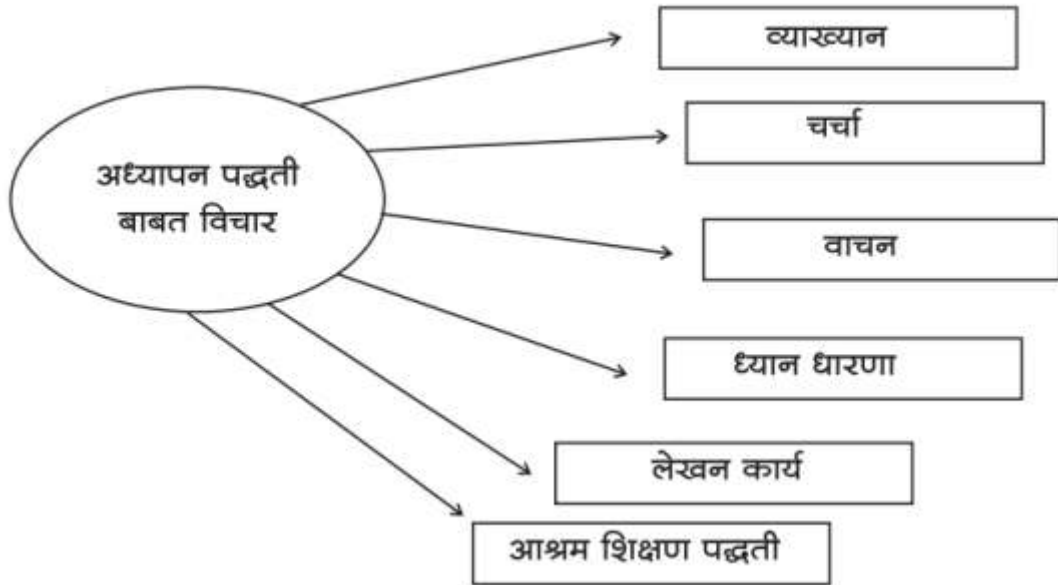 अध्यापन पद्धती
बाबत विचार
व्याख्यान
चर्चा
वाचन
ध्यान धारणा
लेखन कार्य
आश्रम शिक्षण पद्धती